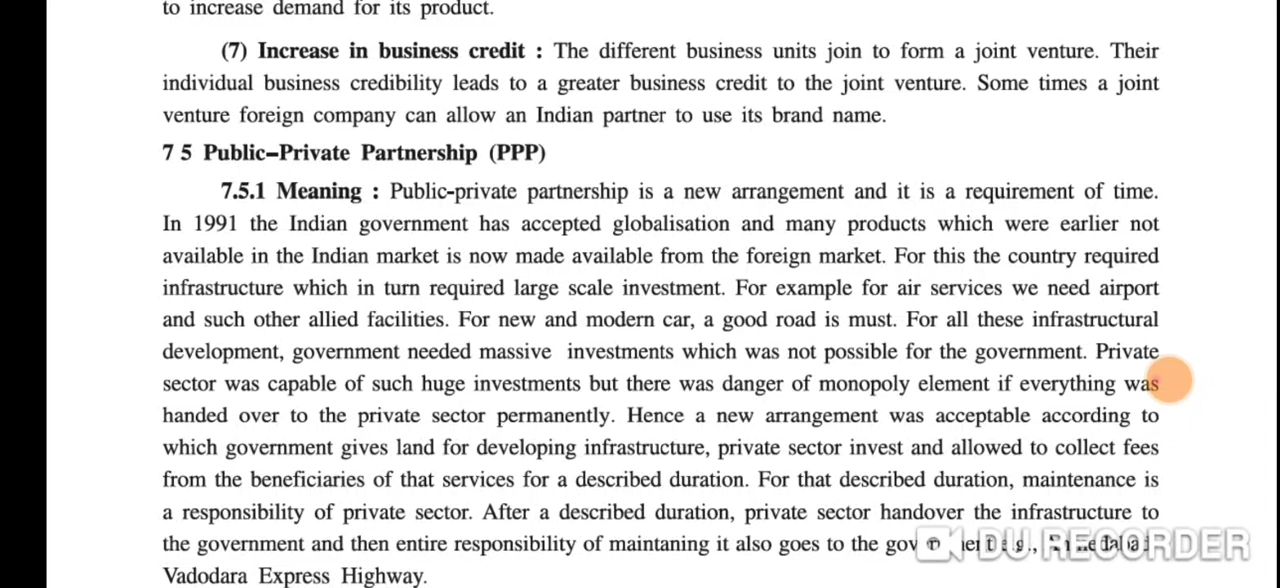 to increase demand for its product.
(7) Increase in business credit : The different business units join to form a joint venture. Their
individual business credibility leads to a greater business credit to the joint venture. Some times a joint
venture foreign company can allow an Indian partner to use its brand name.
7 5 Public–Private Partnership (PPP)
7.5.1 Meaning : Public-private partnership is a new arrangement and it is a requirement of time.
In 1991 the Indian government has accepted globalisation and many products which were earlier not
available in the Indian market is now made available from the foreign market. For this the country required
infrastructure which in turn required large scale investment. For example for air services we need airport
and such other allied facilities. For new and modern car, a good road is must. For all these infrastructural
development, government needed massive investments which was not possible for the government. Private
sector was capable of such huge investments but there was danger of monopoly element if everything was
handed over to the private sector permanently. Hence a new arrangement was acceptable according to
which government gives land for developing infrastructure, private sector invest and allowed to collect fees
from the beneficiaries of that services for a described duration. For that described duration, maintenance is
a responsibility of private sector. After a described duration, private sector handover the infrastructure to
the government and then entire responsibility of maintaning it also goes to the
Vadodara Express Highway.
DU RECORDER